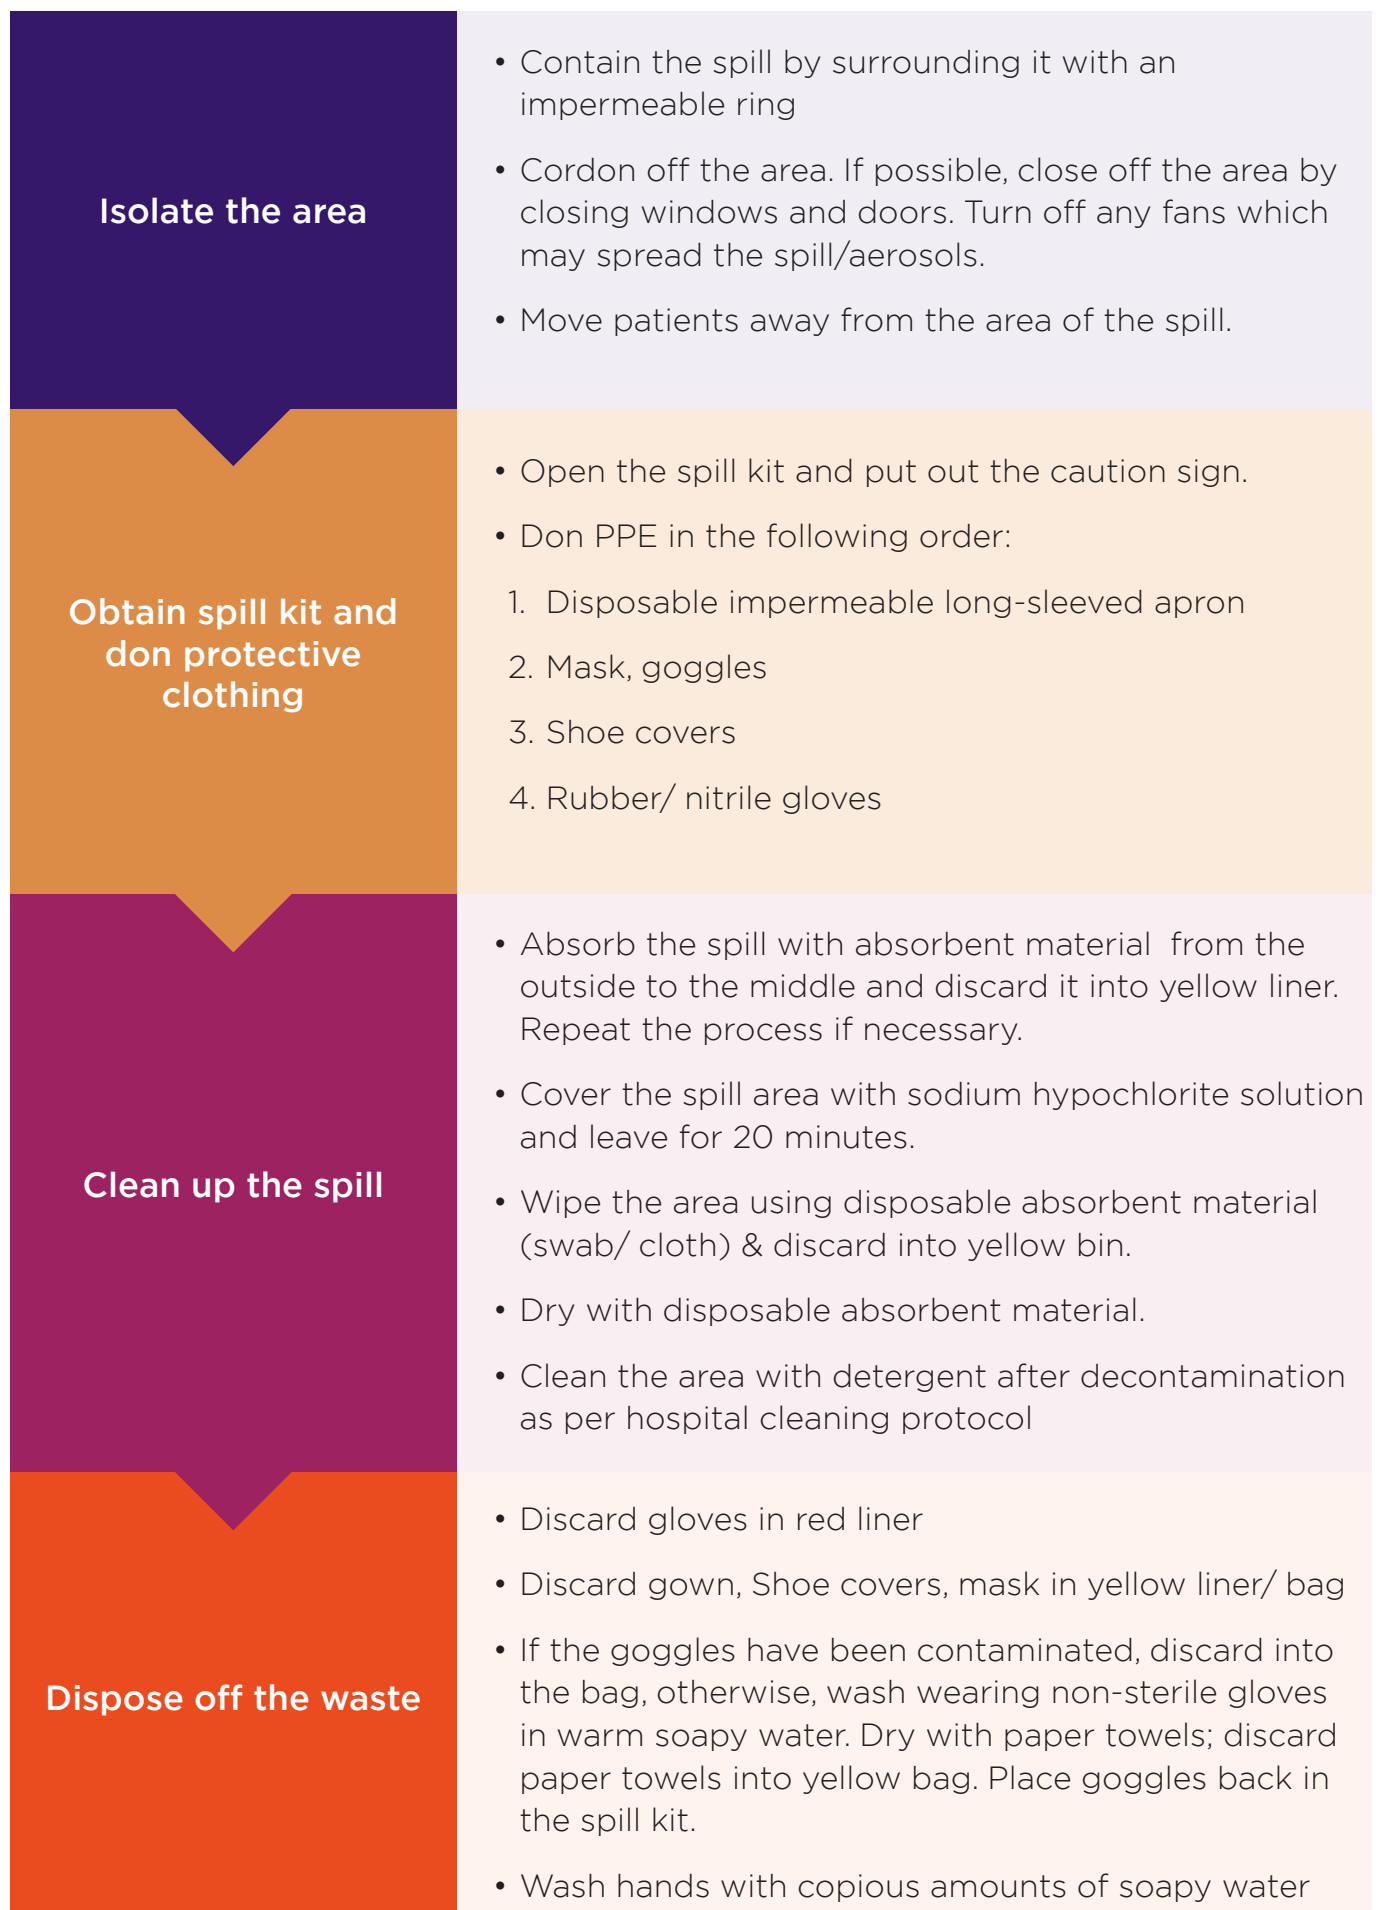 Isolate the area
• Contain the spill by surrounding it with an
impermeable ring
• Cordon off the area. If possible, close off the area by
closing windows and doors. Turn off any fans which
may spread the spill/aerosols.
• Move patients away from the area of the spill.
Obtain spill kit and
don protective
clothing
• Open the spill kit and put out the caution sign.
• Don PPE in the following order:
1. Disposable impermeable long-sleeved apron
2. Mask, goggles
3. Shoe covers
4. Rubber/ nitrile gloves
Clean up the spill
• Absorb the spill with absorbent material  from the
outside to the middle and discard it into yellow liner.
Repeat the process if necessary.
• Cover the spill area with sodium hypochlorite solution
and leave for 20 minutes.
• Wipe the area using disposable absorbent material
(swab/ cloth) & discard into yellow bin.
• Dry with disposable absorbent material.
• Clean the area with detergent after decontamination
as per hospital cleaning protocol
Dispose off the waste
• Discard gloves in red liner
• Discard gown, Shoe covers, mask in yellow liner/ bag
• If the goggles have been contaminated, discard into
the bag, otherwise, wash wearing non-sterile gloves
in warm soapy water. Dry with paper towels; discard
paper towels into yellow bag. Place goggles back in
the spill kit.
• Wash hands with copious amounts of soapy water